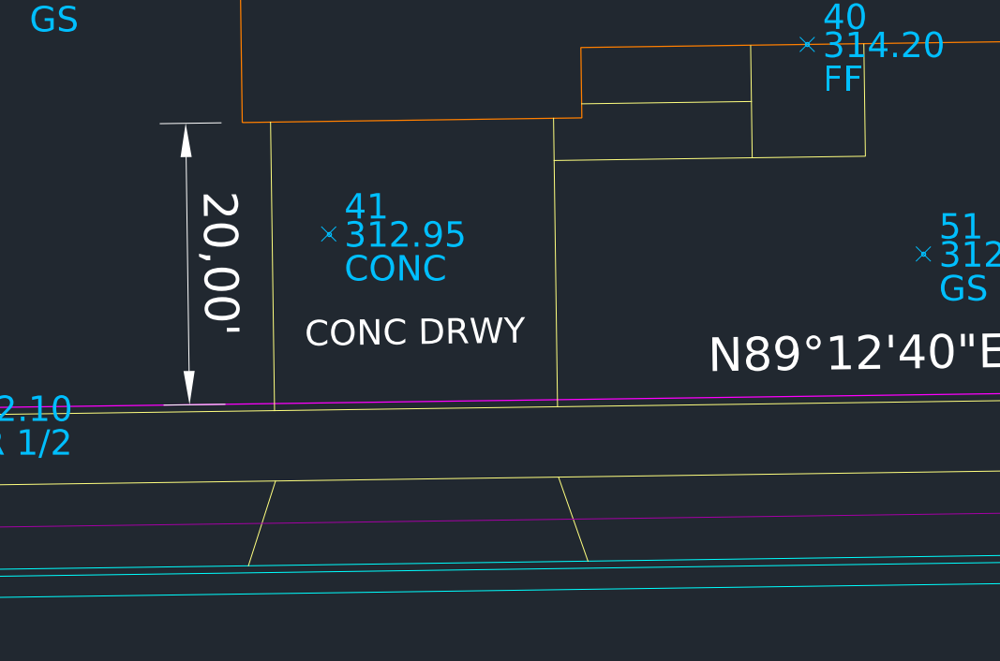 GS
40
314.20
FF
20,00'
41
312.95
CONC
CONC DRWY
51
312
GS
N89°12'40"E
2.10
1/2